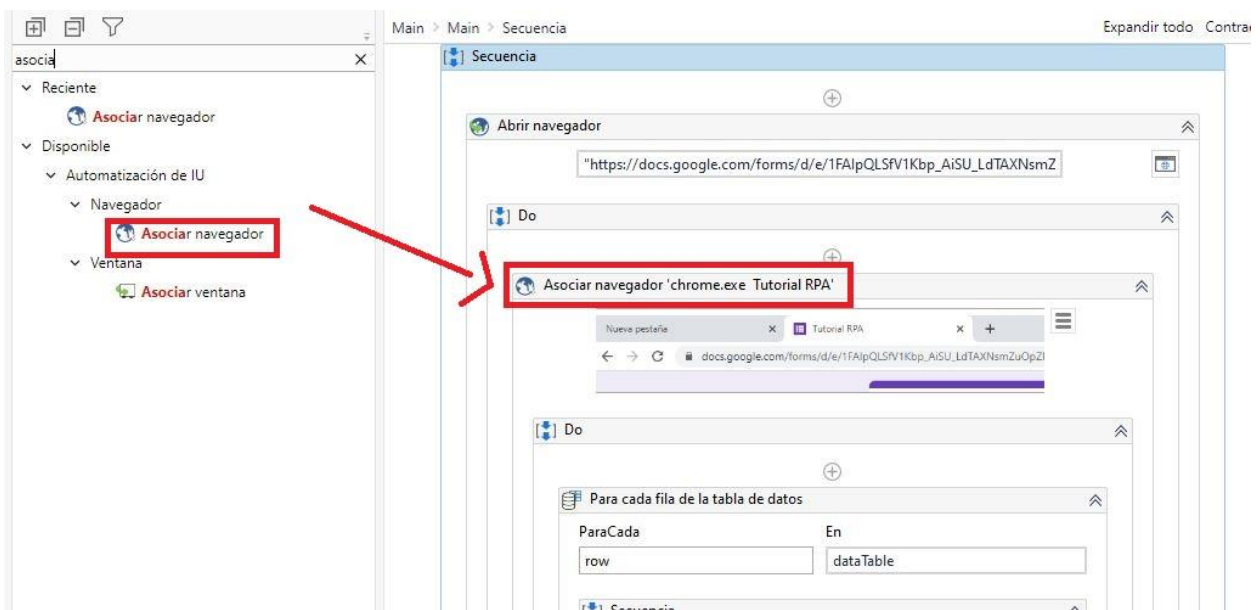 asocia
Reciente
Asociar navegador
Disponible
Automatización de IU
Navegador
Asociar navegador
Ventana
Asociar ventana
Main > Main > Secuencia
Expandir todo Contra
Secuencia
Abrir navegador
"https://docs.google.com/forms/d/e/1FAIpQLSfV1Kbp_AiSU_LdTAXNsmZ
Do
Asociar navegador 'chrome.exe Tutorial RPA'
Nueva pestaña
Tutorial RPA
docs.google.com/forms/d/e/1FAIpQLSfV1Kbp_AiSU_LdTAXNsmZuOpZ
Do
Para cada fila de la tabla de datos
ParaCada En
row dataTable
Secuencia